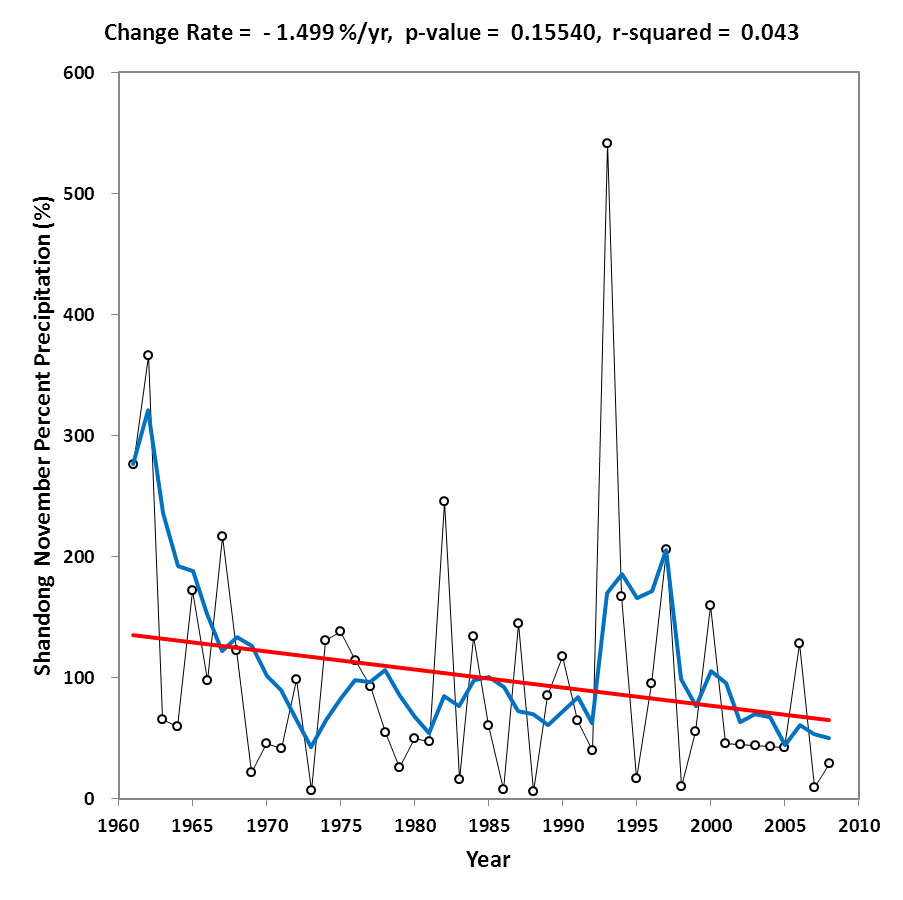 Change Rate = - 1.499 %/yr, p-value = 0.15540, r-squared = 0.043
600
500
400
300
200
100
0
Shandong November Percent Precipitation (%)
1960 1965 1970 1975 1980 1985 1990 1995 2000 2005 2010
Year